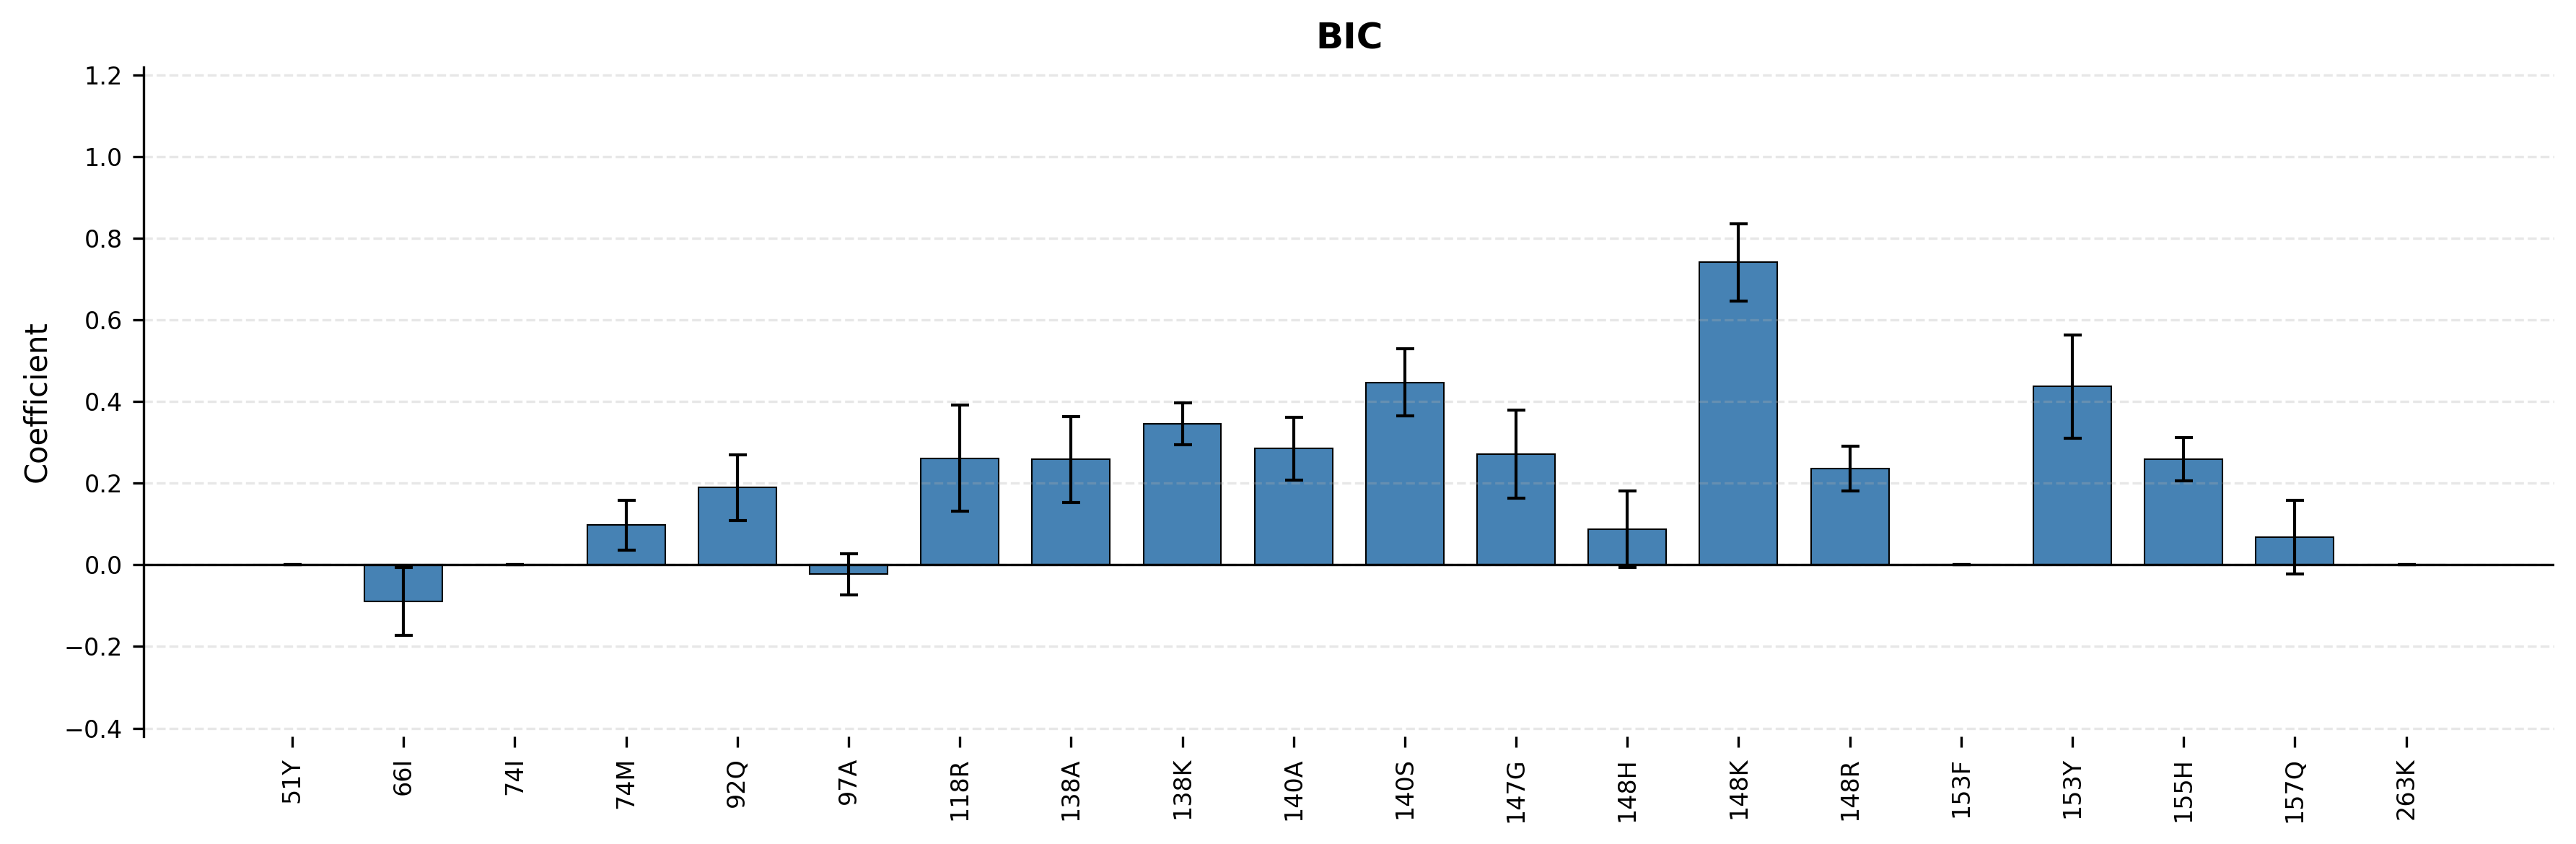 BIC
Coefficient
1.2
1.0
0.8
0.6
0.4
0.2
0.0
−0.2
−0.4
51Y
66I
74I
74M
92Q
97A
118R
138A
138K
140A
140S
147G
148H
148K
148R
153F
153Y
155H
157Q
263K